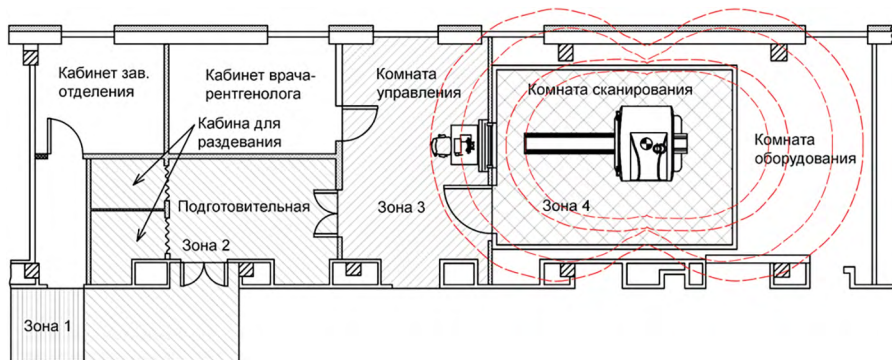 Кабинет зав.
отделения
Кабинет врача-
рентгенолога
Комната
управления
Комната сканирования
Кабина для
раздевания
Комната
оборудования
Подготовительная
Зона 3
Зона 4
Зона 2
Зона 1